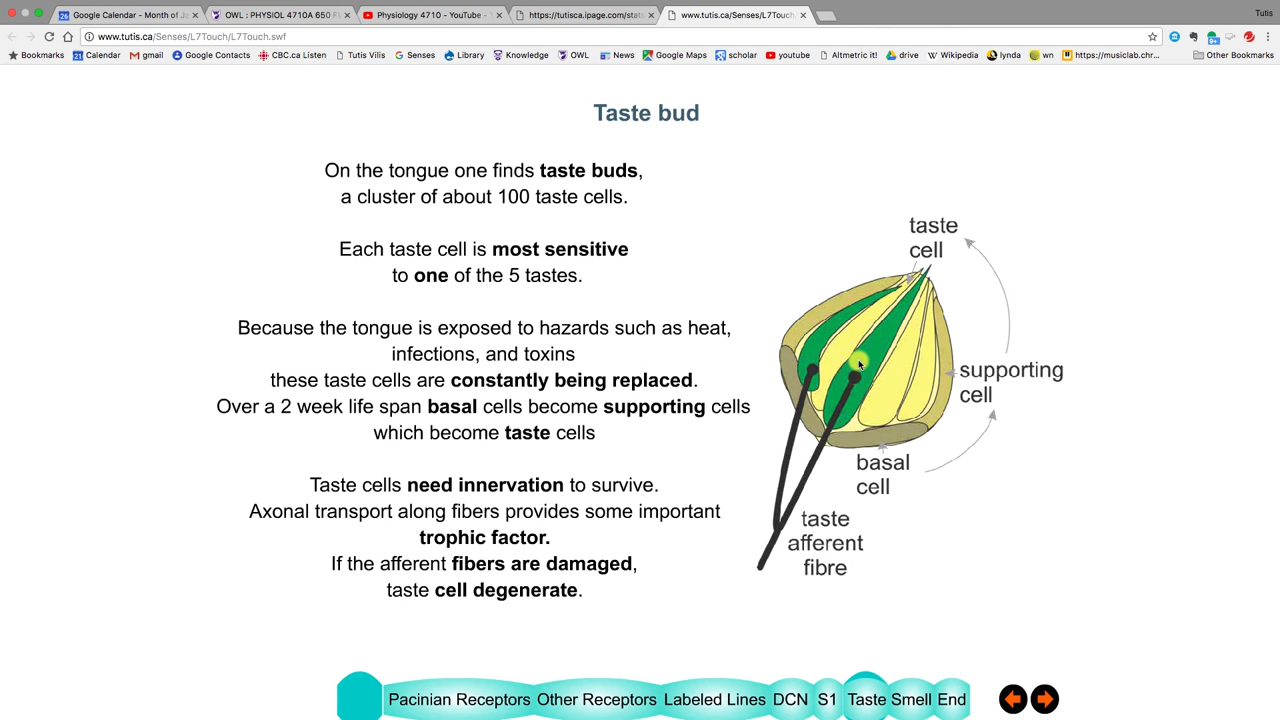 Google Calendar - Month of J
OWL : PHYSIOL 4710A 650 F
Physiology 4710 - YouTube -
https://tutisca.ipage.com/stat
www.tutis.ca/Senses/L7Touch/
Tutis
www.tutis.ca/Senses/L7Touch/L7Touch.swf
Bookmarks Calendar gmail Google Contacts CBC.ca Listen Tutis Vilis Senses Library Knowledge OWL News Google Maps scholar youtube Altmetric it! drive Wikipedia lynda wn https://musiclab.chr... Other Bookmarks
Taste bud
On the tongue one finds taste buds,
a cluster of about 100 taste cells.
Each taste cell is most sensitive
to one of the 5 tastes.
Because the tongue is exposed to hazards such as heat,
infections, and toxins
these taste cells are constantly being replaced.
Over a 2 week life span basal cells become supporting cells
which become taste cells
Taste cells need innervation to survive.
Axonal transport along fibers provides some important
trophic factor.
If the afferent fibers are damaged,
taste cell degenerate.
taste
cell
supporting
cell
basal
cell
taste
afferent
fibre
Pacinian Receptors Other Receptors Labeled Lines DCN S1 Taste Smell End